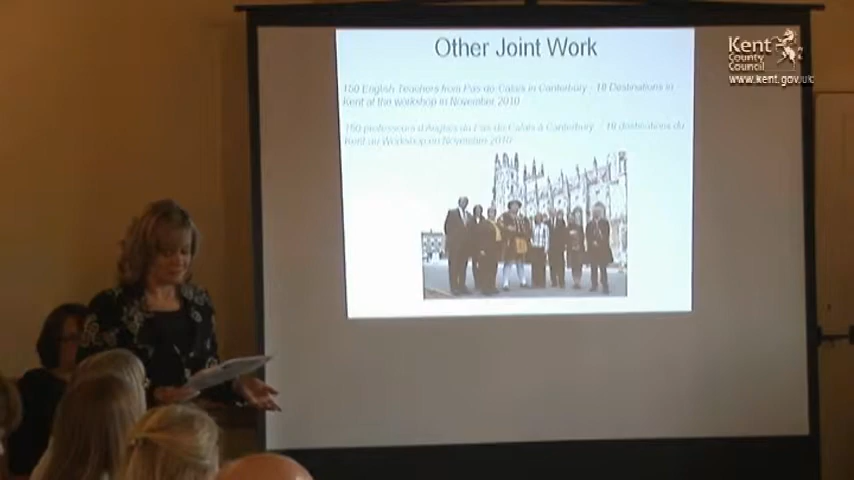 Other Joint Work
150 English Teachers from Pas-de-Calais in Canterbury - 18 Destinations in
Kent at the workshop in November 2010
150 professeurs d'Anglais du Pas-de-Calais à Canterbury - 18 destinations du
Kent au Workshop en Novembre 2010
Kent
County
Council
www.kent.gov.uk